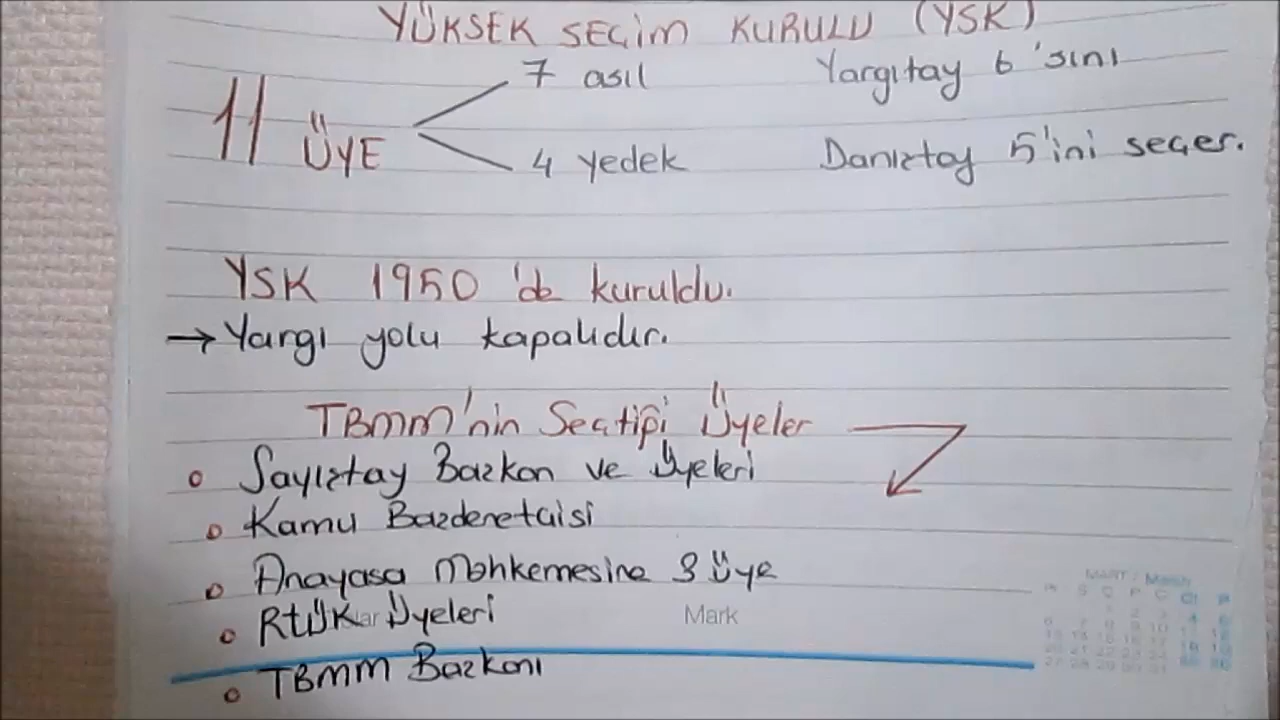 YÜKSEK SEÇİM KURULU (YSK)
11 ÜYE
7 asıl
4 yedek
Yargıtay 6'sını
Danıştay 5'ini seçer.
YSK 1950'de kuruldu.
→ Yargı yolu kapalıdır.
TBMM'nin Seçtiği Üyeler
Sayıştay Başkan ve Üyeleri
Kamu Başdenetçisi
Anayasa Mahkemesine 3 Üye
RTÜK Üyeleri
Mark
TBMM Başkanı
MART / March